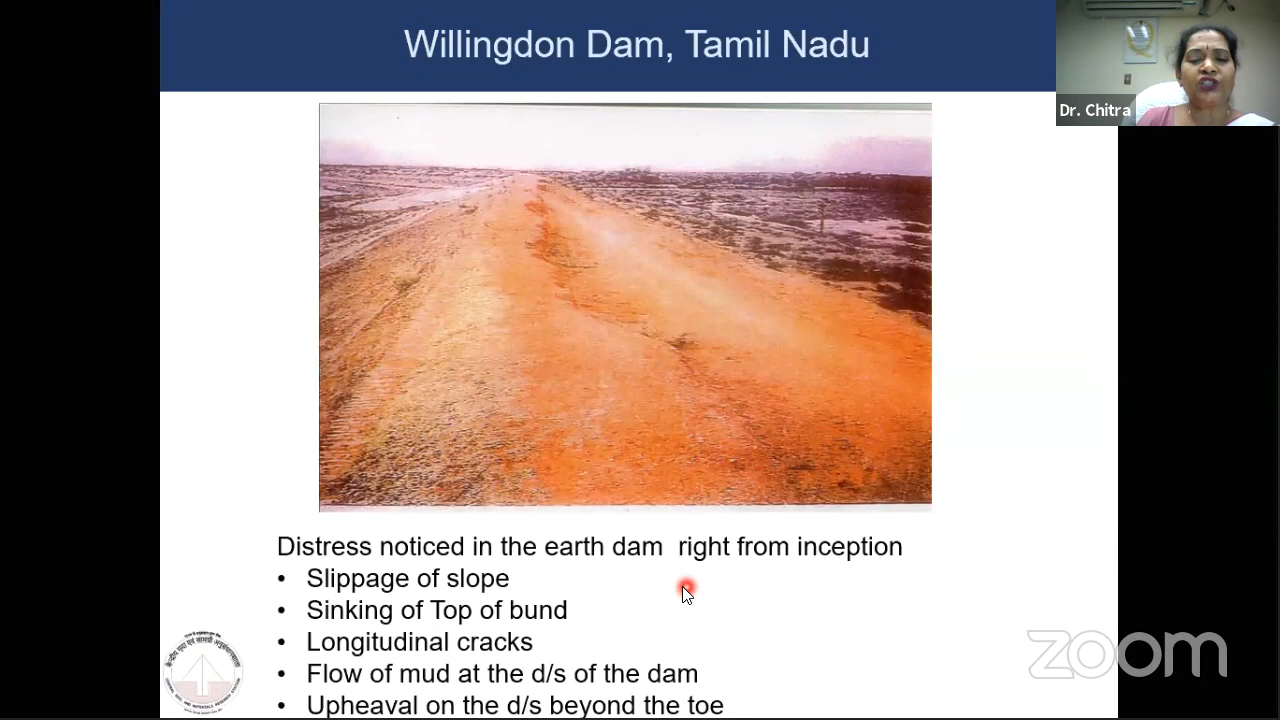 Willingdon Dam, Tamil Nadu
Dr. Chitra
Distress noticed in the earth dam right from inception
• Slippage of slope
• Sinking of Top of bund
• Longitudinal cracks
• Flow of mud at the d/s of the dam
• Upheaval on the d/s beyond the toe
zoom